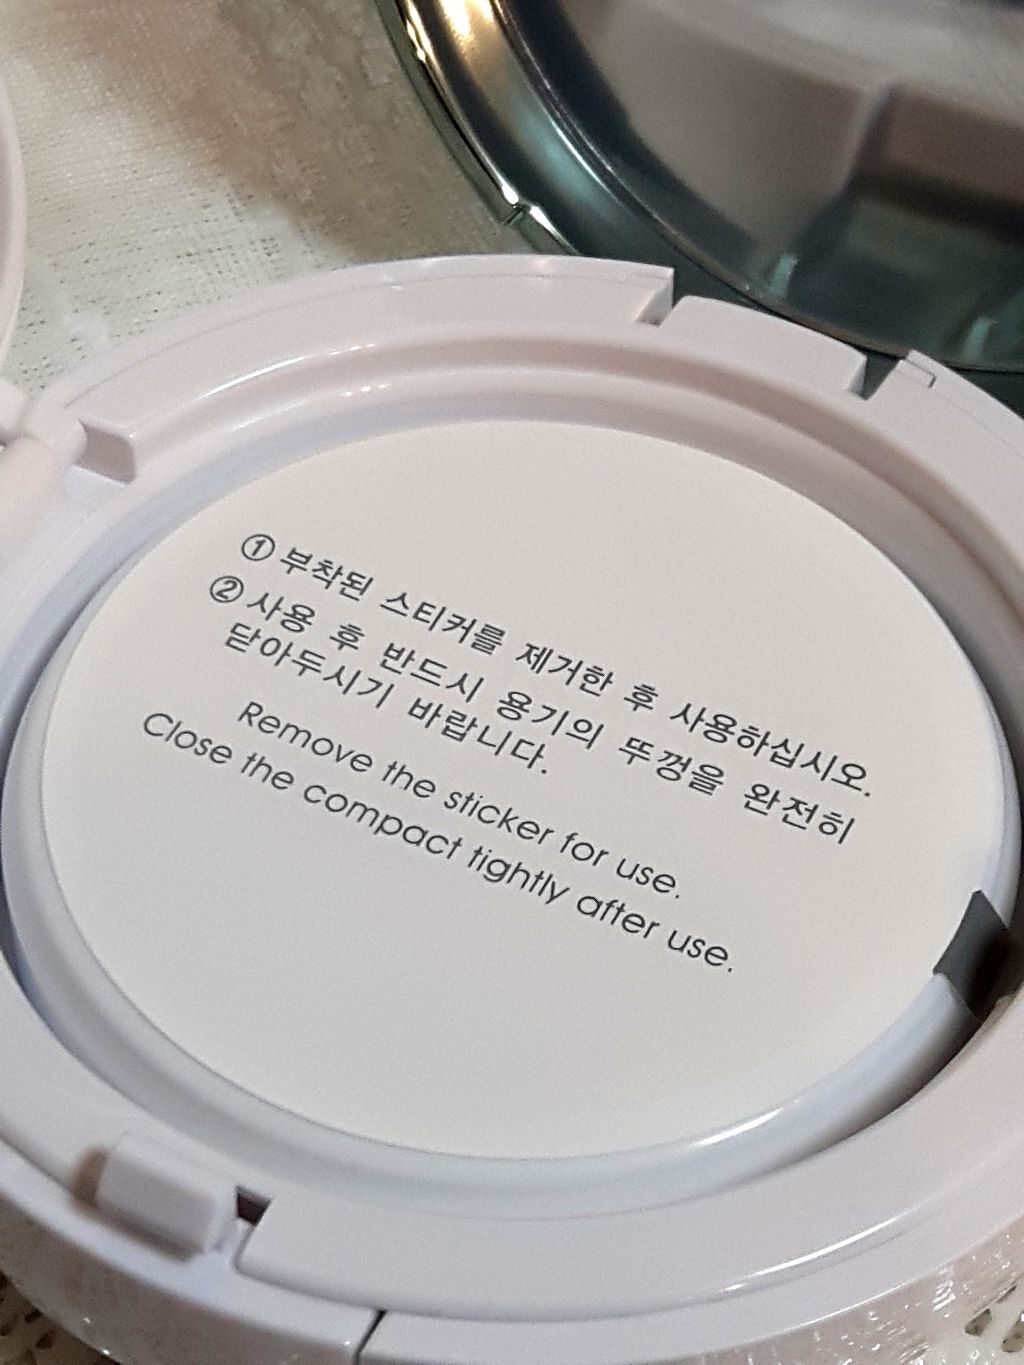 ① 부착된 스티커를 제거한 후 사용하십시오.
② 사용 후 반드시 용기의 뚜껑을 완전히
닫아두시기 바랍니다.
Remove the sticker for use.
Close the compact tightly after use.